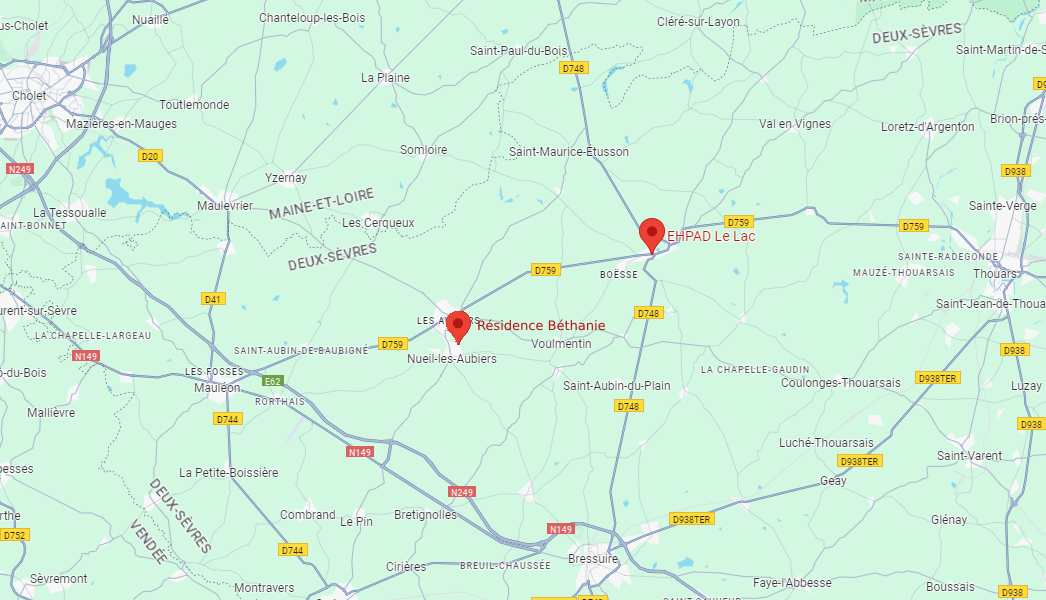 Nuaillé
Chanteloup-les-Bois
Cléré-sur-Layon
us-Cholet
DEUX-SÈVRES
Saint-Paul-du-Bois
Saint-Martin-de-S
D748
La Plaine
Cholet
Toutlemonde
Mazières-en-Mauges
Val en Vignes
Loretz-d'Argenton
Brion-près-
D20
Somloire
Saint-Maurice-Étusson
N249
D938
Yzernay
MAINE-ET-LOIRE
Maulevrier
Sainte-Verge
La Tessoualle
AINT-BONNET
Les Cerqueux
D759
D759
EHPAD Le Lac
DEUX-SÈVRES
SAINTE-RADEGONDE
D759
BOËSSE
MAUZÉ-THOUARSAIS
Thouars
D41
Saint-Jean-de-Thoua
urent-sur-Sèvre
D748
Résidence Béthanie
LA CHAPELLE-LARGEAU
D759
Voulmentin
SAINT-AUBIN-DE-BAUBIGNÉ
D938
N149
Nueil-les-Aubiers
LES FOSSES
LA CHAPELLE-GAUDIN
E62
D938TER
Mauléon
Saint-Aubin-du-Plain
Coulonges-Thouarsais
Luzay
RORTHAIS
D748
Mallièvre
D744
D938
Luché-Thouarsais
N149
Saint-Varent
D938TER
La Petite-Boissière
Geay
N249
DEUX-SÈVRES
VENDÉE
Combrand
Le Pin
Bretignolles
D938TER
Glénay
N149
D752
D744
Bressuire
Cirières
BREUIL-CHAUSSÉE
Sèvremont
Faye-l'Abbesse
Montravers
Boussais
D938